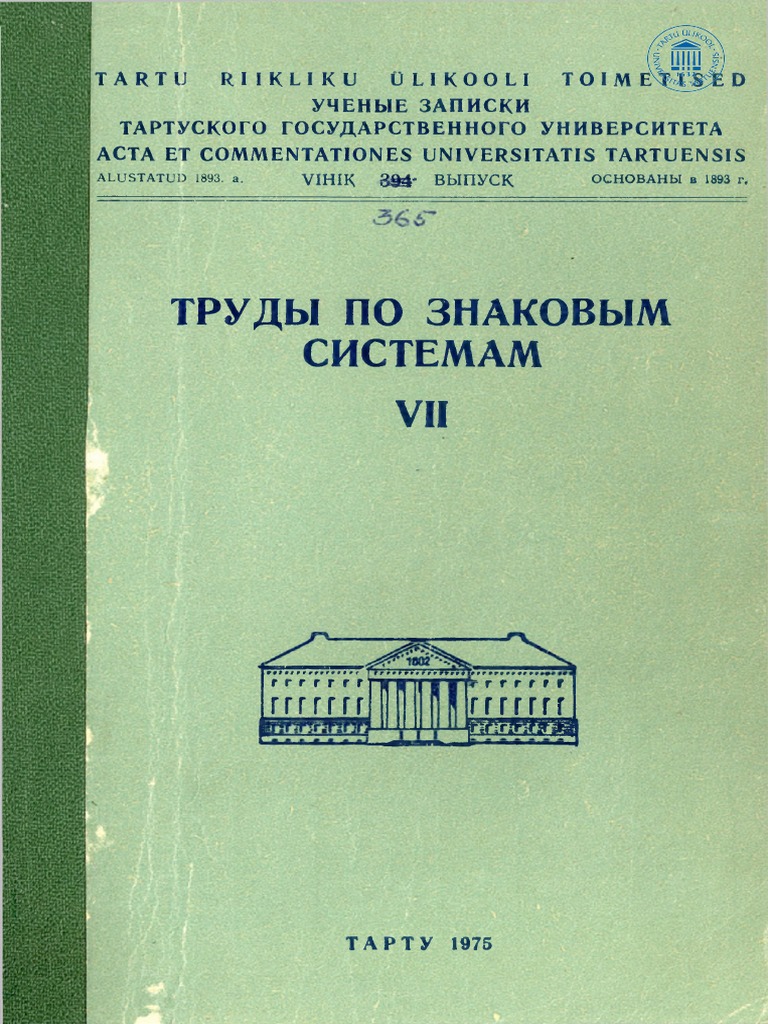 TARTU RIIKLIKU ÜLIKOOLI TOIMETISED
УЧЕНЫЕ ЗАПИСКИ
ТАРТУСКОГО ГОСУДАРСТВЕННОГО УНИВЕРСИТЕТА
ACTA ET COMMENTATIONES UNIVERSITATIS TARTUENSIS
ALUSTATUD 1893. a. VIHIK 394 ВЫПУСК ОСНОВАНЫ в 1893 г.
365
ТРУДЫ ПО ЗНАКОВЫМ
СИСТЕМАМ
VII
1802
ТАРТУ 1975